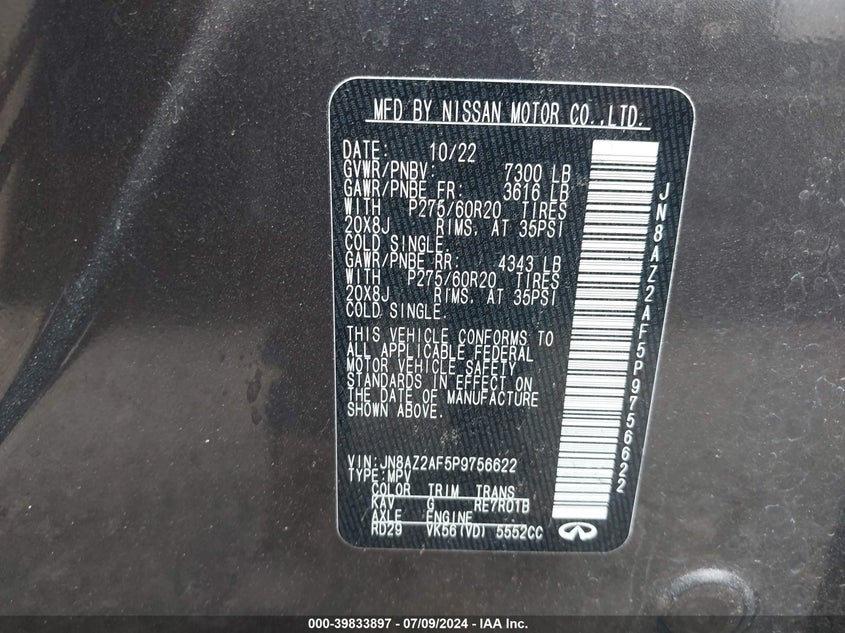 MFD BY NISSAN MOTOR CO.,LTD.
DATE: 10/22
GVWR/PNBV: 7300 LB
GAWR/PNBE FR: 3616 LB
WITH P275/60R20 TIRES
20X8J RIMS. AT 35PSI
COLD SINGLE.
GAWR/PNBE RR: 4343 LB
WITH P275/60R20 TIRES
20X8J RIMS. AT 35PSI
COLD SINGLE.
THIS VEHICLE CONFORMS TO
ALL APPLICABLE FEDERAL
MOTOR VEHICLE SAFETY
STANDARDS IN EFFECT ON
THE DATE OF MANUFACTURE
SHOWN ABOVE.
VIN:JN8AZ2AF5P9756622
TYPE:MPV
COLOR TRIM TRANS
KAV G RE7R01B
AXLE ENGINE
RD29 VK56(VD) 5552CC
JN8AZ2AF5P9756622
000-39833897 - 07/09/2024 - IAA Inc.